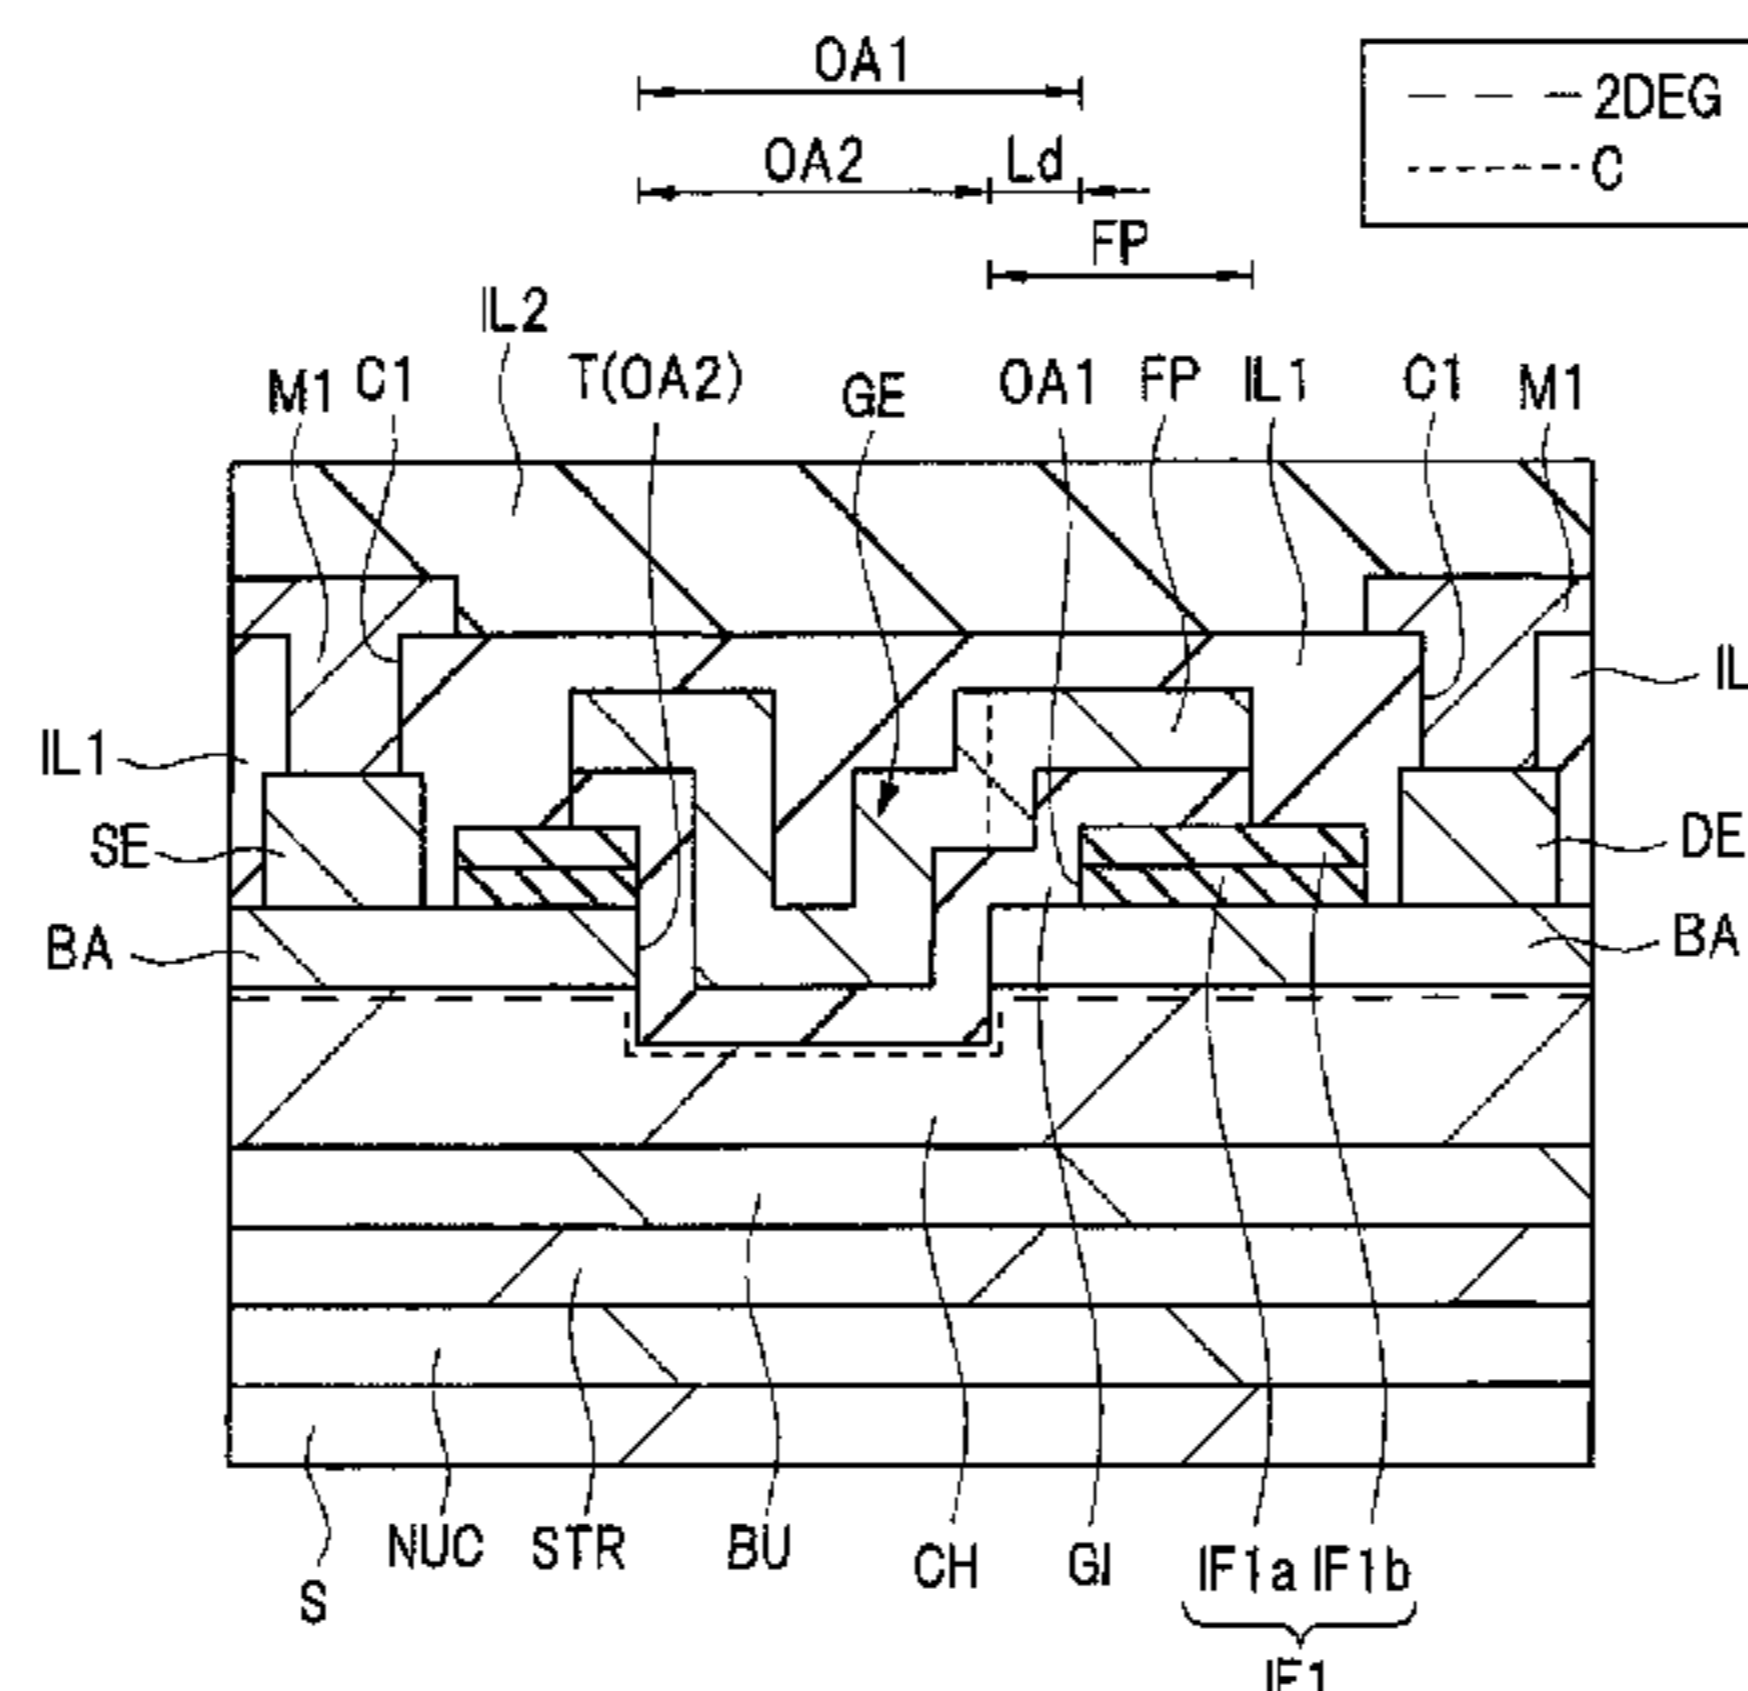 OA1
2DEG
OA2 Ld
C
FP
IL2
M1 C1 T(OA2) GE OA1 FP IL1 C1 M1
IL
IL1
SE DE
BA BA
NUC STR BU CH GI IF1a IF1b
S
IF1